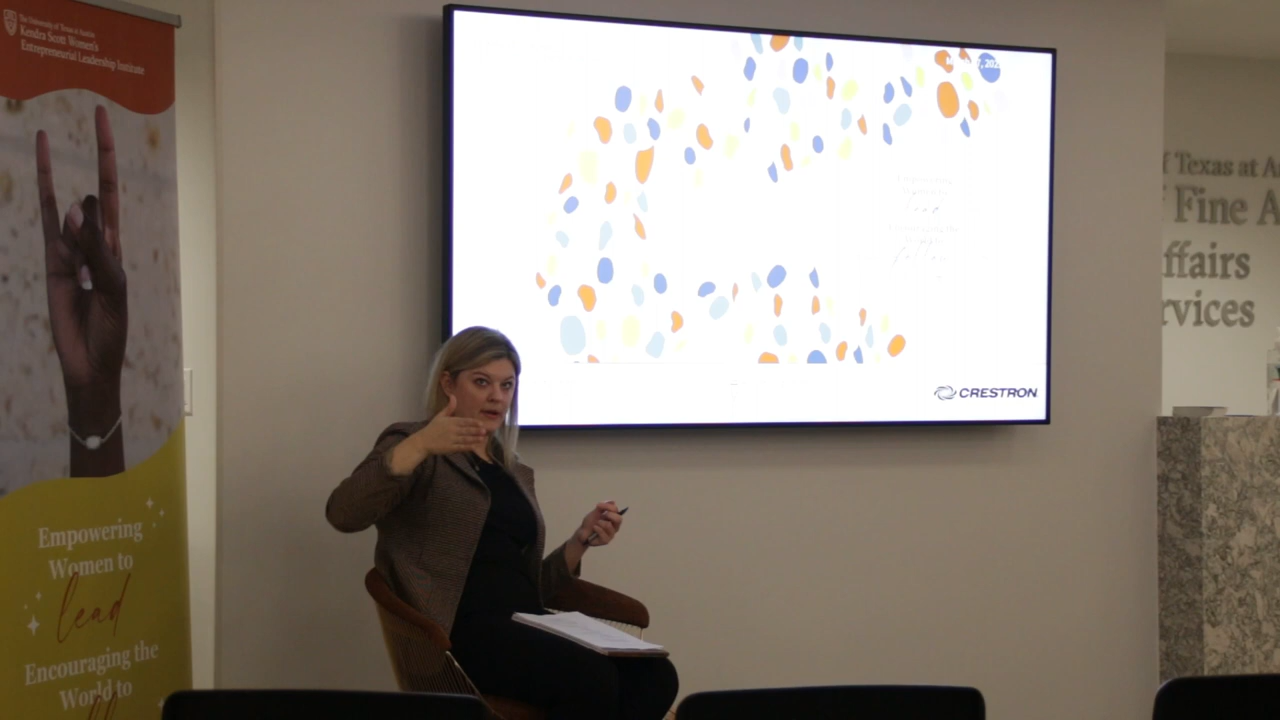 The University of Texas at Austin
Kendra Scott Women's
Entrepreneurial Leadership Institute
Empowering
Women to
lead
Encouraging the
World to
CRESTRON
f Texas at A
Fine A
ffairs
rvices